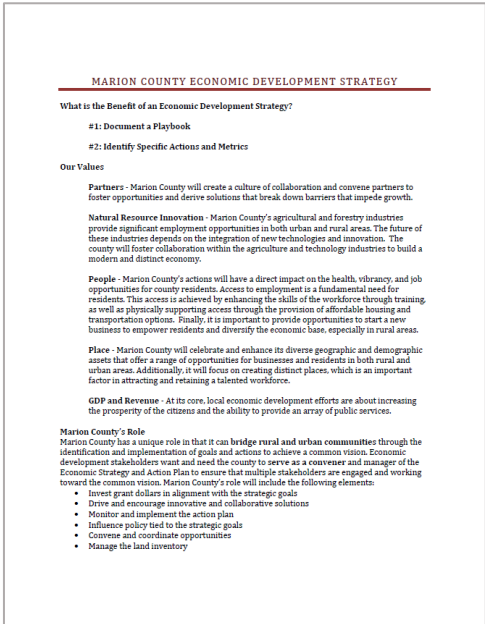 MARION COUNTY ECONOMIC DEVELOPMENT STRATEGY
What is the Benefit of an Economic Development Strategy?
#1: Document a Playbook
#2: Identify Specific Actions and Metrics
Our Values
Partners - Marion County will create a culture of collaboration and convene partners to
foster opportunities and derive solutions that break down barriers that impede growth.
Natural Resource Innovation - Marion County's agricultural and forestry industries
provide significant employment opportunities in both urban and rural areas. The future of
these industries depends on the integration of new technologies and innovation. The
county will foster collaboration within the agriculture and technology industries to build a
modern and distinct economy.
People - Marion County's actions will have a direct impact on the health, vibrancy, and job
opportunities for county residents. Access to employment is a fundamental need for
residents. This access is achieved by enhancing the skills of the workforce through training,
as well as physically supporting access through the provision of affordable housing and
transportation options. Finally, it is important to provide opportunities to start a new
business to empower residents and diversify the economic base, especially in rural areas.
Place - Marion County will celebrate and enhance its diverse geographic and demographic
assets that offer a range of opportunities for businesses and residents in both rural and
urban areas. Additionally, it will focus on creating distinct places, which is an important
factor in attracting and retaining a talented workforce.
GDP and Revenue - At its core, local economic development efforts are about increasing
the prosperity of the citizens and the ability to provide an array of public services.
Marion County's Role
Marion County has a unique role in that it can bridge rural and urban communities through the
identification and implementation of goals and actions to achieve a common vision. Economic
development stakeholders want and need the county to serve as a convener and manager of the
Economic Strategy and Action Plan to ensure that multiple stakeholders are engaged and working
toward the common vision. Marion County's role will include the following elements:
• Invest grant dollars in alignment with the strategic goals
• Drive and encourage innovative and collaborative solutions
• Monitor and implement the action plan
• Influence policy tied to the strategic goals
• Convene and coordinate opportunities
• Manage the land inventory